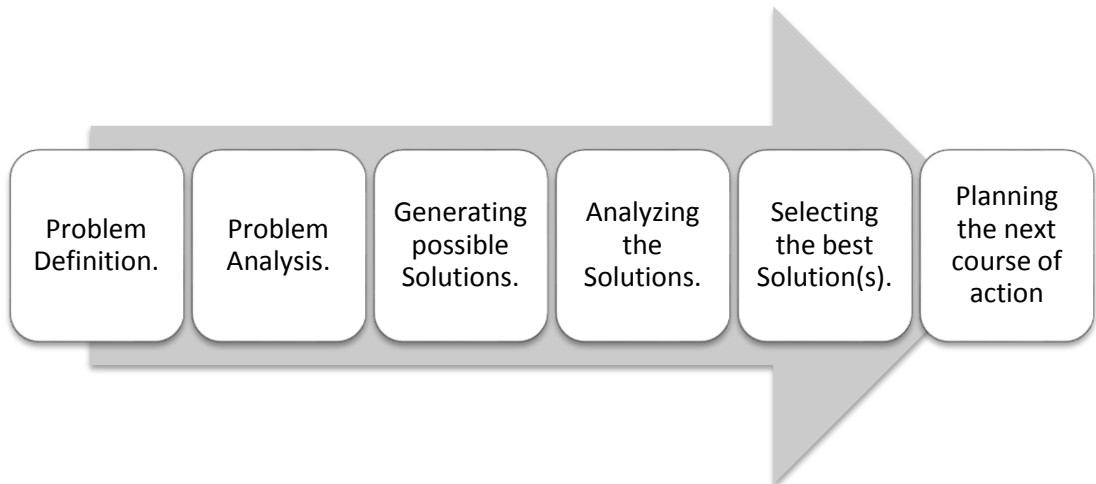 Problem
Definition.
Problem
Analysis.
Generating
possible
Solutions.
Analyzing
the
Solutions.
Selecting
the best
Solution(s).
Planning
the next
course of
action